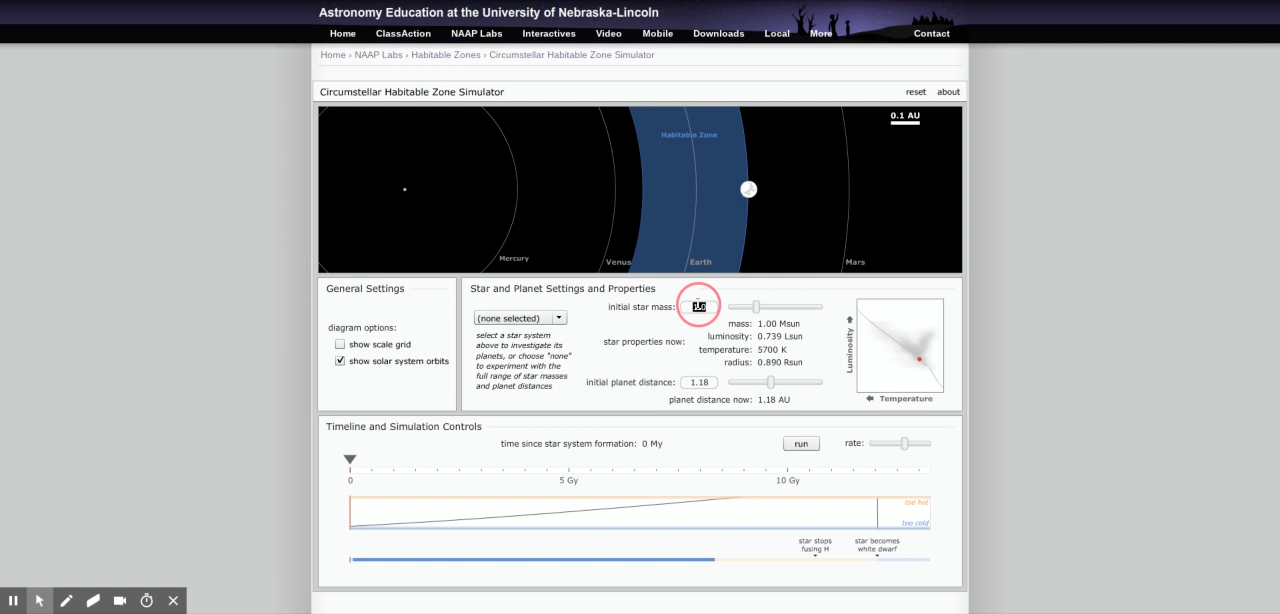 Astronomy Education at the University of Nebraska-Lincoln
Home ClassAction NAAP Labs Interactives Video Mobile Downloads Local More Contact
Home › NAAP Labs › Habitable Zones › Circumstellar Habitable Zone Simulator
Circumstellar Habitable Zone Simulator reset about
0.1 AU
Habitable Zone
Mercury Venus Earth Mars
General Settings
diagram options:
show scale grid
show solar system orbits
Star and Planet Settings and Properties
(none selected)
select a star system
above to investigate its
planets, or choose "none"
to experiment with the
full range of star masses
and planet distances
initial star mass: 1.0
star properties now:
mass: 1.00 Msun
luminosity: 0.739 Lsun
temperature: 5700 K
radius: 0.890 Rsun
initial planet distance: 1.18
planet distance now: 1.18 AU
Luminosity
Temperature
Timeline and Simulation Controls
time since star system formation: 0 My
run
rate:
0 5 Gy 10 Gy
too hot
too cold
star stops
fusing H
star becomes
white dwarf